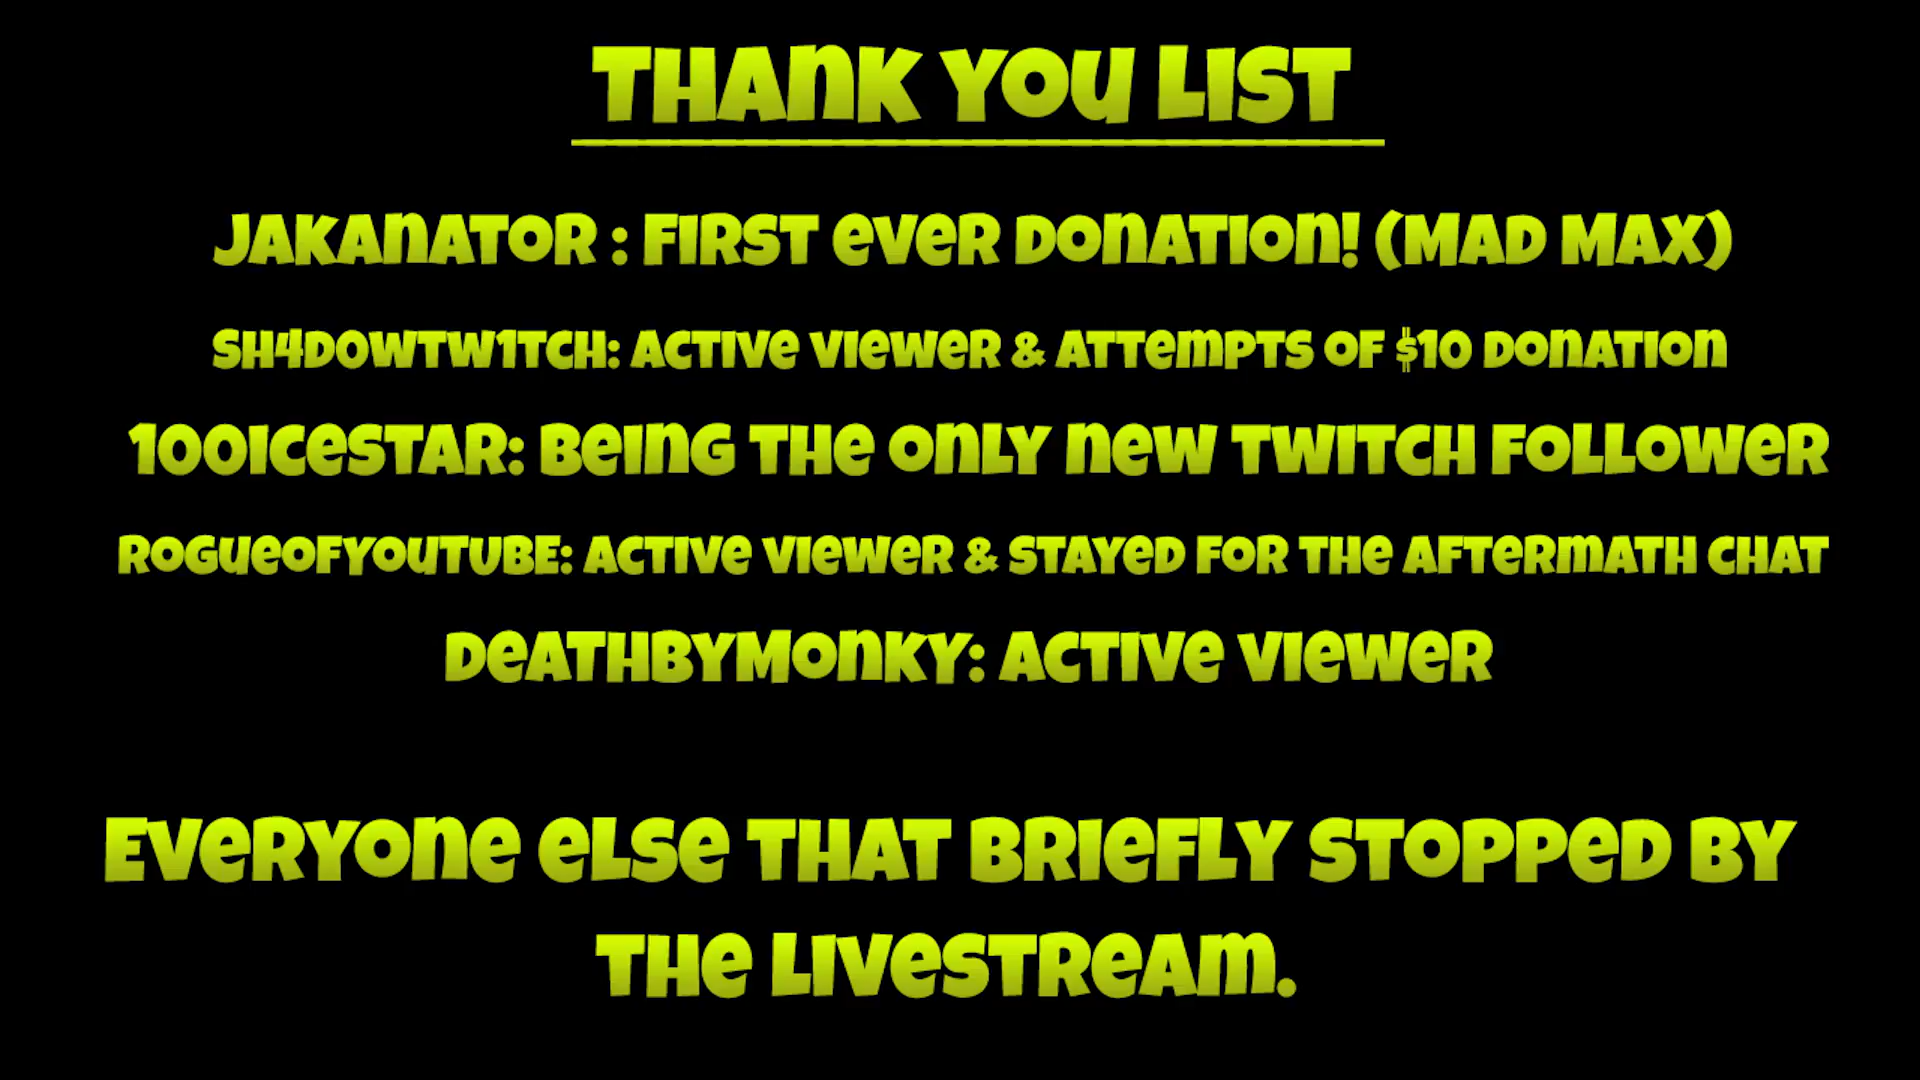 THANK YOU LIST
JAKANATOR : FIRST EVER DONATION! (MAD MAX)
SH4D0WTW1TCH: ACTIVE VIEWER & ATTEMPTS OF $10 DONATION
100ICESTAR: BEING THE ONLY NEW TWITCH FOLLOWER
ROGUEOFYOUTUBE: ACTIVE VIEWER & STAYED FOR THE AFTERMATH CHAT
DEATHBYMONKY: ACTIVE VIEWER
EVERYONE ELSE THAT BRIEFLY STOPPED BY
THE LIVESTREAM.